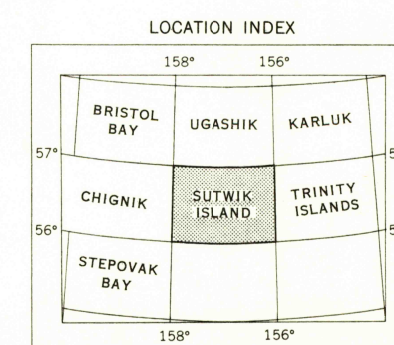 LOCATION INDEX
158° 156°
BRISTOL
BAY
UGASHIK
KARLUK
57°
CHIGNIK
SUTWIK
ISLAND
TRINITY
ISLANDS
56°
STEPOVAK
BAY
158° 156°